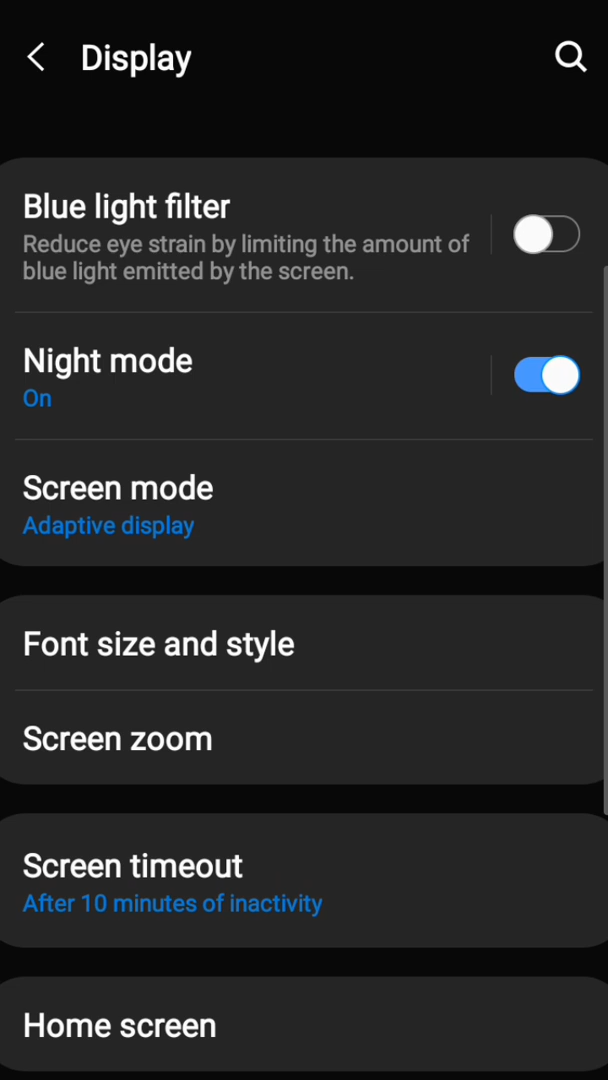 Display
Blue light filter
Reduce eye strain by limiting the amount of
blue light emitted by the screen.
Night mode
On
Screen mode
Adaptive display
Font size and style
Screen zoom
Screen timeout
After 10 minutes of inactivity
Home screen